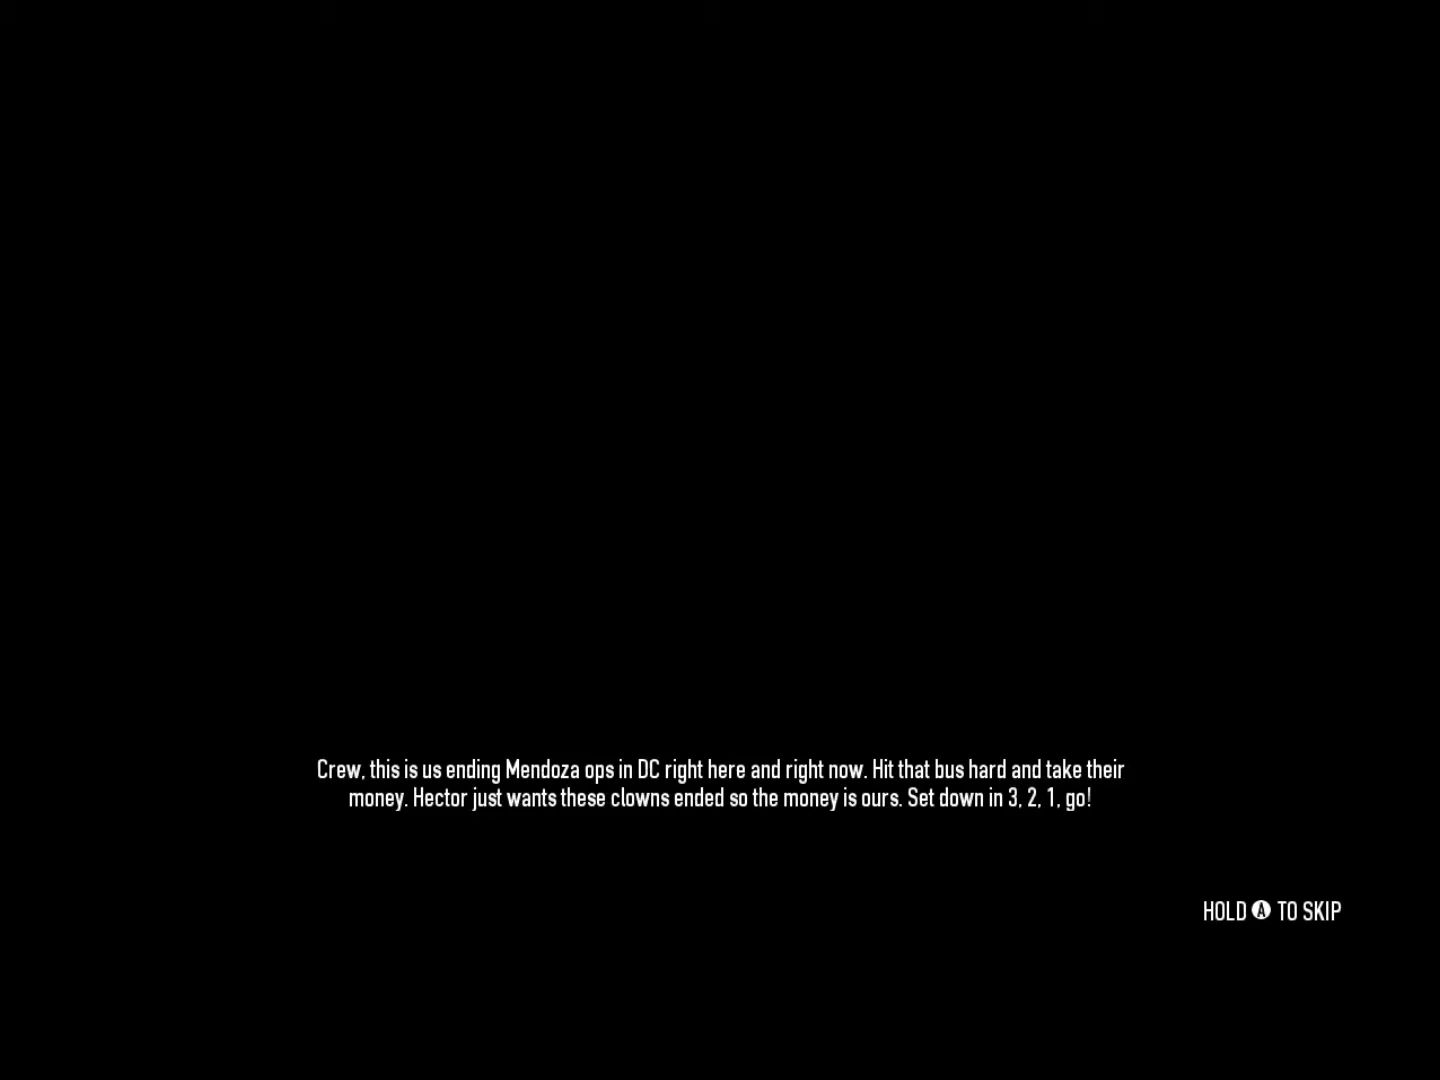 Crew, this is us ending Mendoza ops in DC right here and right now. Hit that bus hard and take their
money. Hector just wants these clowns ended so the money is ours. Set down in 3, 2, 1, go!
HOLD A TO SKIP